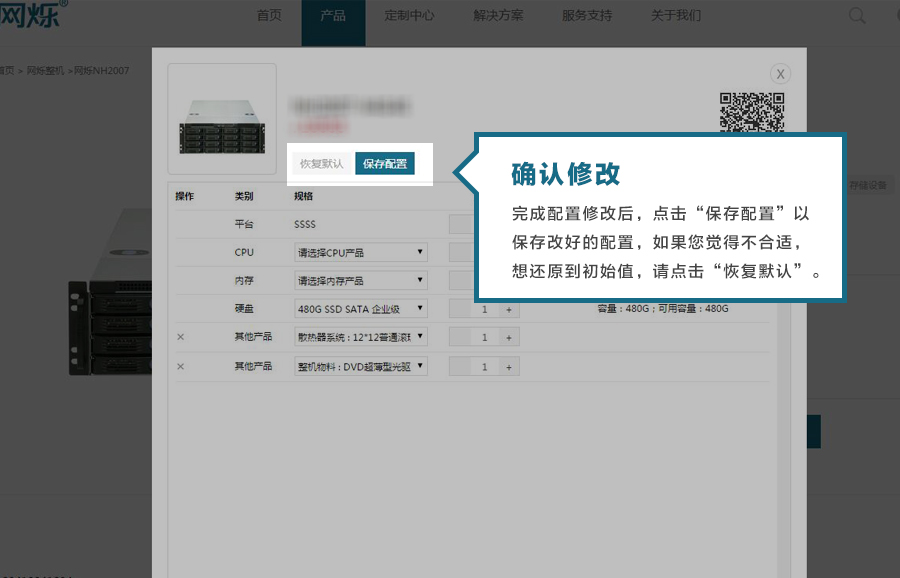 网烁®
首页 产品 定制中心 解决方案 服务支持 关于我们
首页 > 网烁整机 >网烁NH2007
X
恢复默认 保存配置
确认修改
完成配置修改后，点击“保存配置”以
保存改好的配置，如果您觉得不合适，
想还原到初始值，请点击“恢复默认”。
存储设备
操作 类别 规格
平台 SSSS
CPU 请选择CPU产品
内存 请选择内存产品
硬盘 480G SSD SATA 企业级 1 + 容量：480G；可用容量：480G
× 其他产品 散热器系统：12*12普通滚 1 +
× 其他产品 整机物料：DVD超薄型光驱 1 +